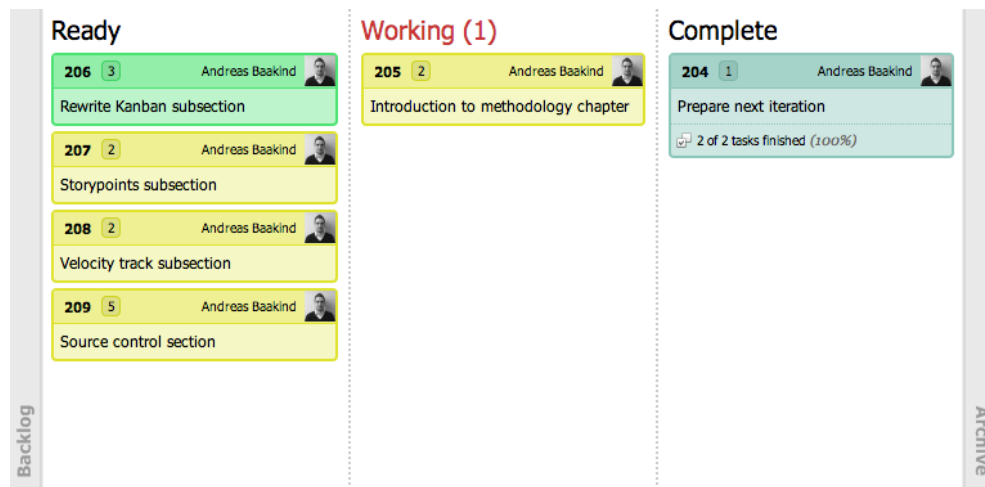 Ready
206 3 Andreas Baakind
Rewrite Kanban subsection
207 2 Andreas Baakind
Storypoints subsection
208 2 Andreas Baakind
Velocity track subsection
209 5 Andreas Baakind
Source control section
Working (1)
205 2 Andreas Baakind
Introduction to methodology chapter
Complete
204 1 Andreas Baakind
Prepare next iteration
2 of 2 tasks finished (100%)
Backlog
Archive